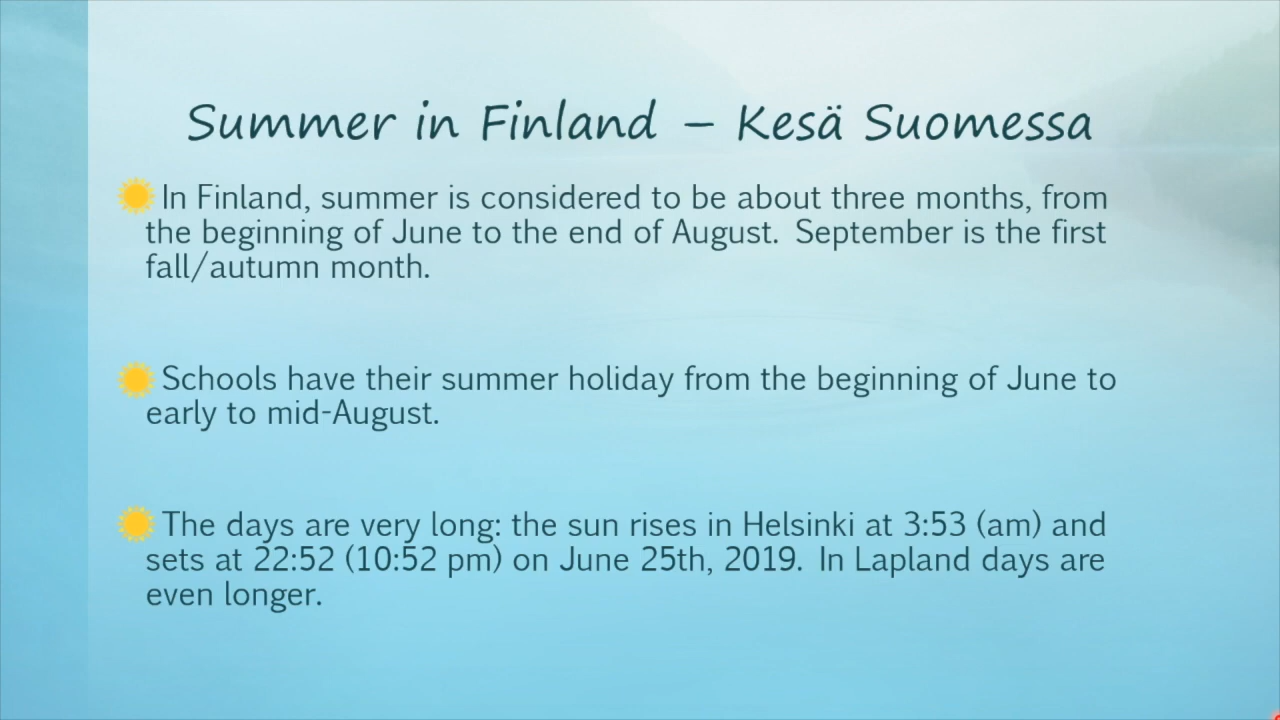 Summer in Finland – Kesä Suomessa
In Finland, summer is considered to be about three months, from
the beginning of June to the end of August. September is the first
fall/autumn month.
Schools have their summer holiday from the beginning of June to
early to mid-August.
The days are very long: the sun rises in Helsinki at 3:53 (am) and
sets at 22:52 (10:52 pm) on June 25th, 2019. In Lapland days are
even longer.